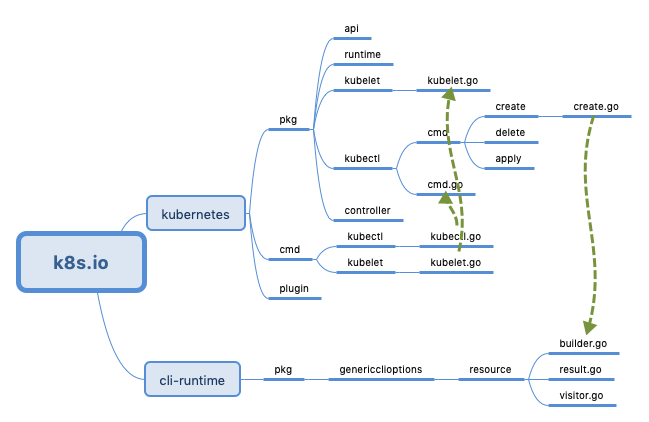 k8s.io
kubernetes
pkg
api
runtime
kubelet
kubelet.go
kubectl
cmd
create
create.go
delete
apply
cmd.go
controller
cmd
kubectl
kubectl.go
kubelet
kubelet.go
plugin
cli-runtime
pkg
genericclioptions
resource
builder.go
result.go
visitor.go